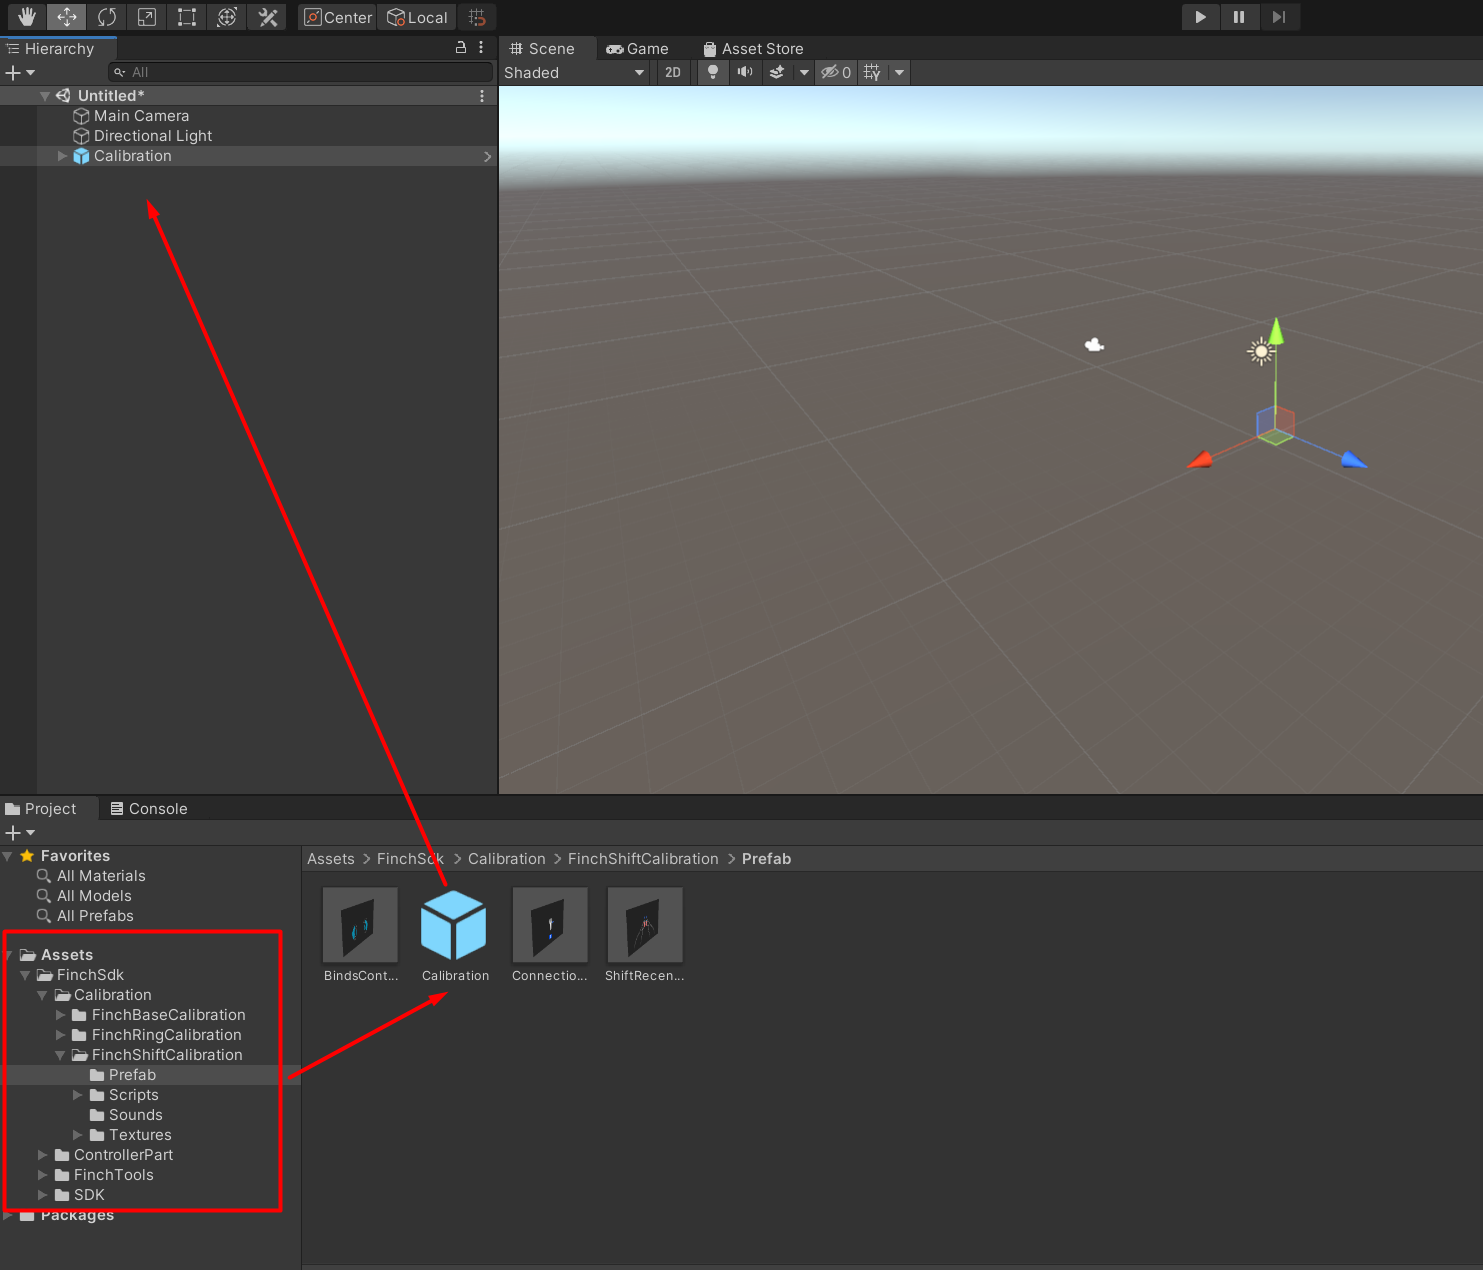 Center Local
Hierarchy
All
Untitled*
Main Camera
Directional Light
Calibration
Scene Game Asset Store
Shaded 2D 0
Project Console
Favorites
All Materials
All Models
All Prefabs
Assets
FinchSdk
Calibration
FinchBaseCalibration
FinchRingCalibration
FinchShiftCalibration
Prefab
Scripts
Sounds
Textures
ControllerPart
FinchTools
SDK
Packages
Assets > FinchSdk > Calibration > FinchShiftCalibration > Prefab
BindsCont... Calibration Connectio... ShiftRecen...